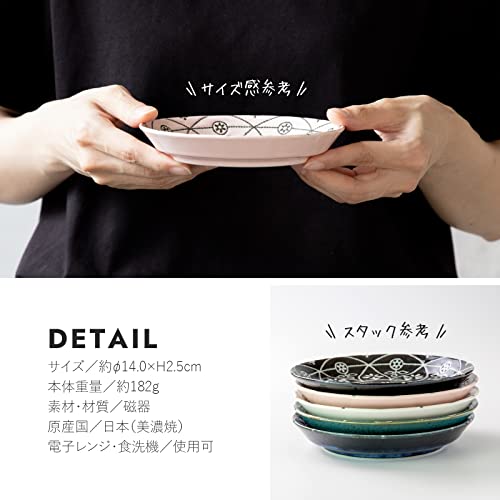 \\ サイズ感参考 //
DETAIL
サイズ／約φ14.0×H2.5cm
本体重量／約182g
素材・材質／磁器
原産国／日本(美濃焼)
電子レンジ・食洗機／使用可
\\ スタック参考 //